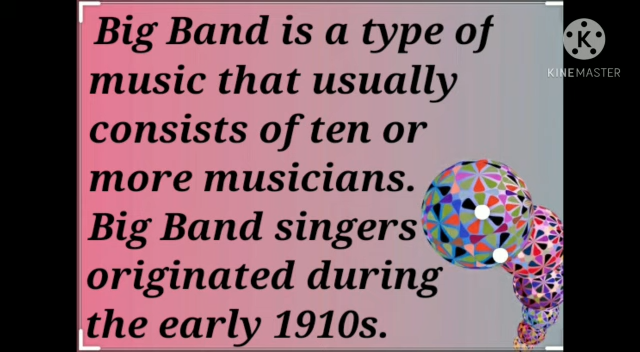 Big Band is a type of
music that usually
consists of ten or
more musicians.
Big Band singers
originated during
the early 1910s.
K
KINEMASTER